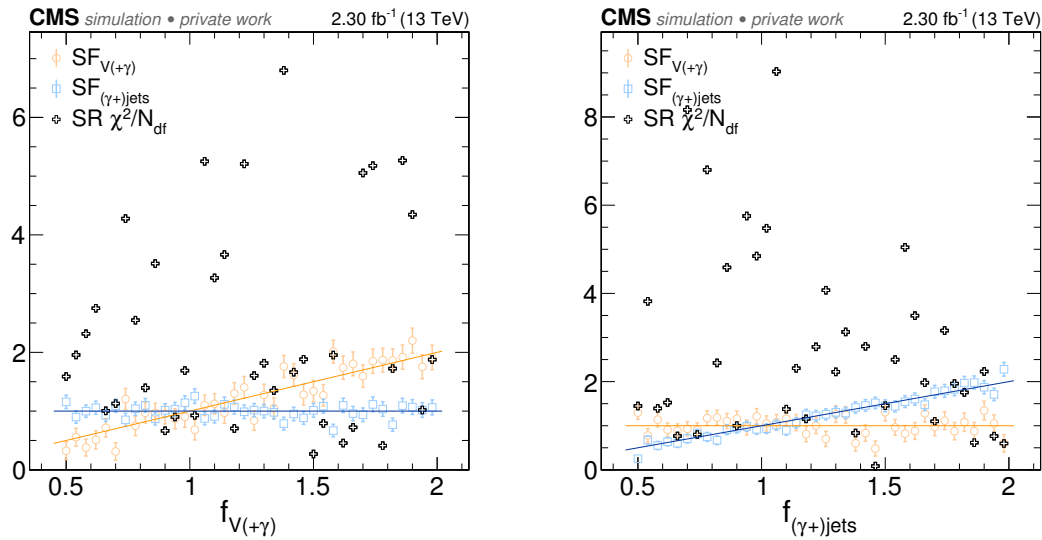 CMS simulation • private work 2.30 fb⁻¹ (13 TeV)
SF_V(+γ)
SF_(γ+)jets
SR χ²/N_df
6
4
2
0
0.5 1 1.5 2
f_V(+γ)
CMS simulation • private work 2.30 fb⁻¹ (13 TeV)
SF_V(+γ)
SF_(γ+)jets
SR χ²/N_df
8
6
4
2
0
0.5 1 1.5 2
f_(γ+)jets